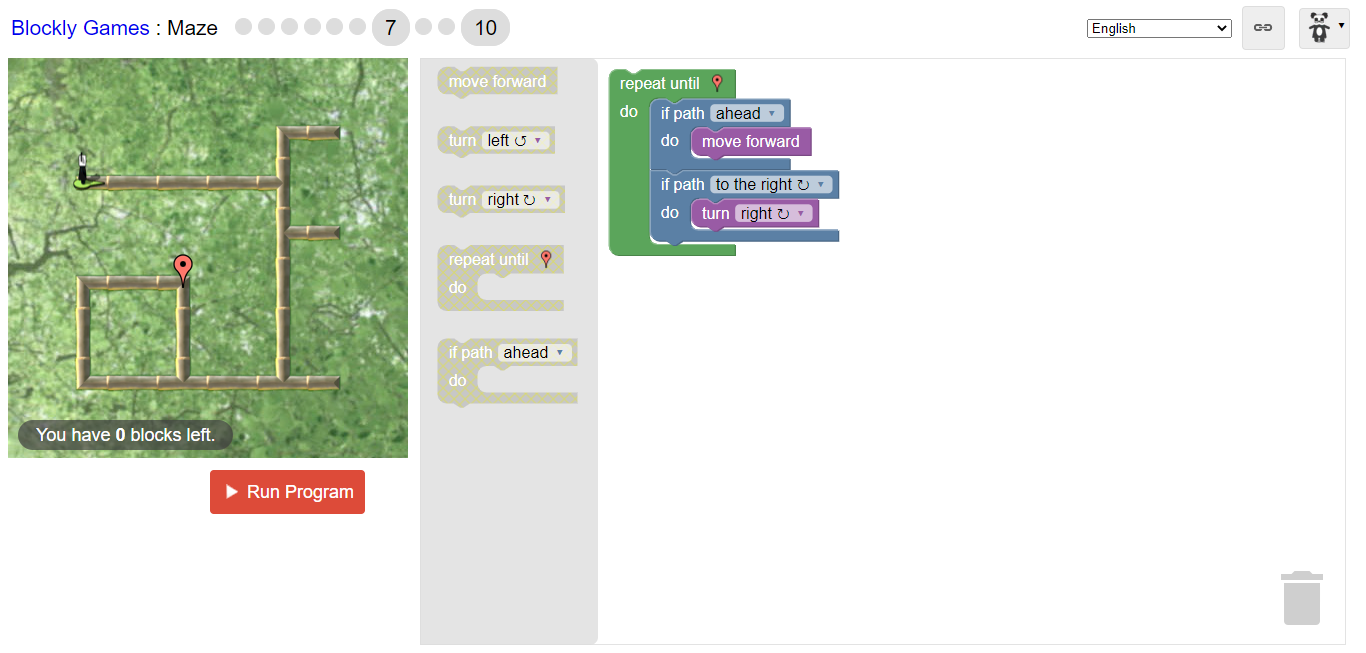 Blockly Games : Maze 7 10
English
move forward
turn left ↺ ▾
turn right ↻ ▾
repeat until
do
if path ahead ▾
do
repeat until
do
if path ahead ▾
do
move forward
if path to the right ↻ ▾
do
turn right ↻ ▾
You have 0 blocks left.
Run Program